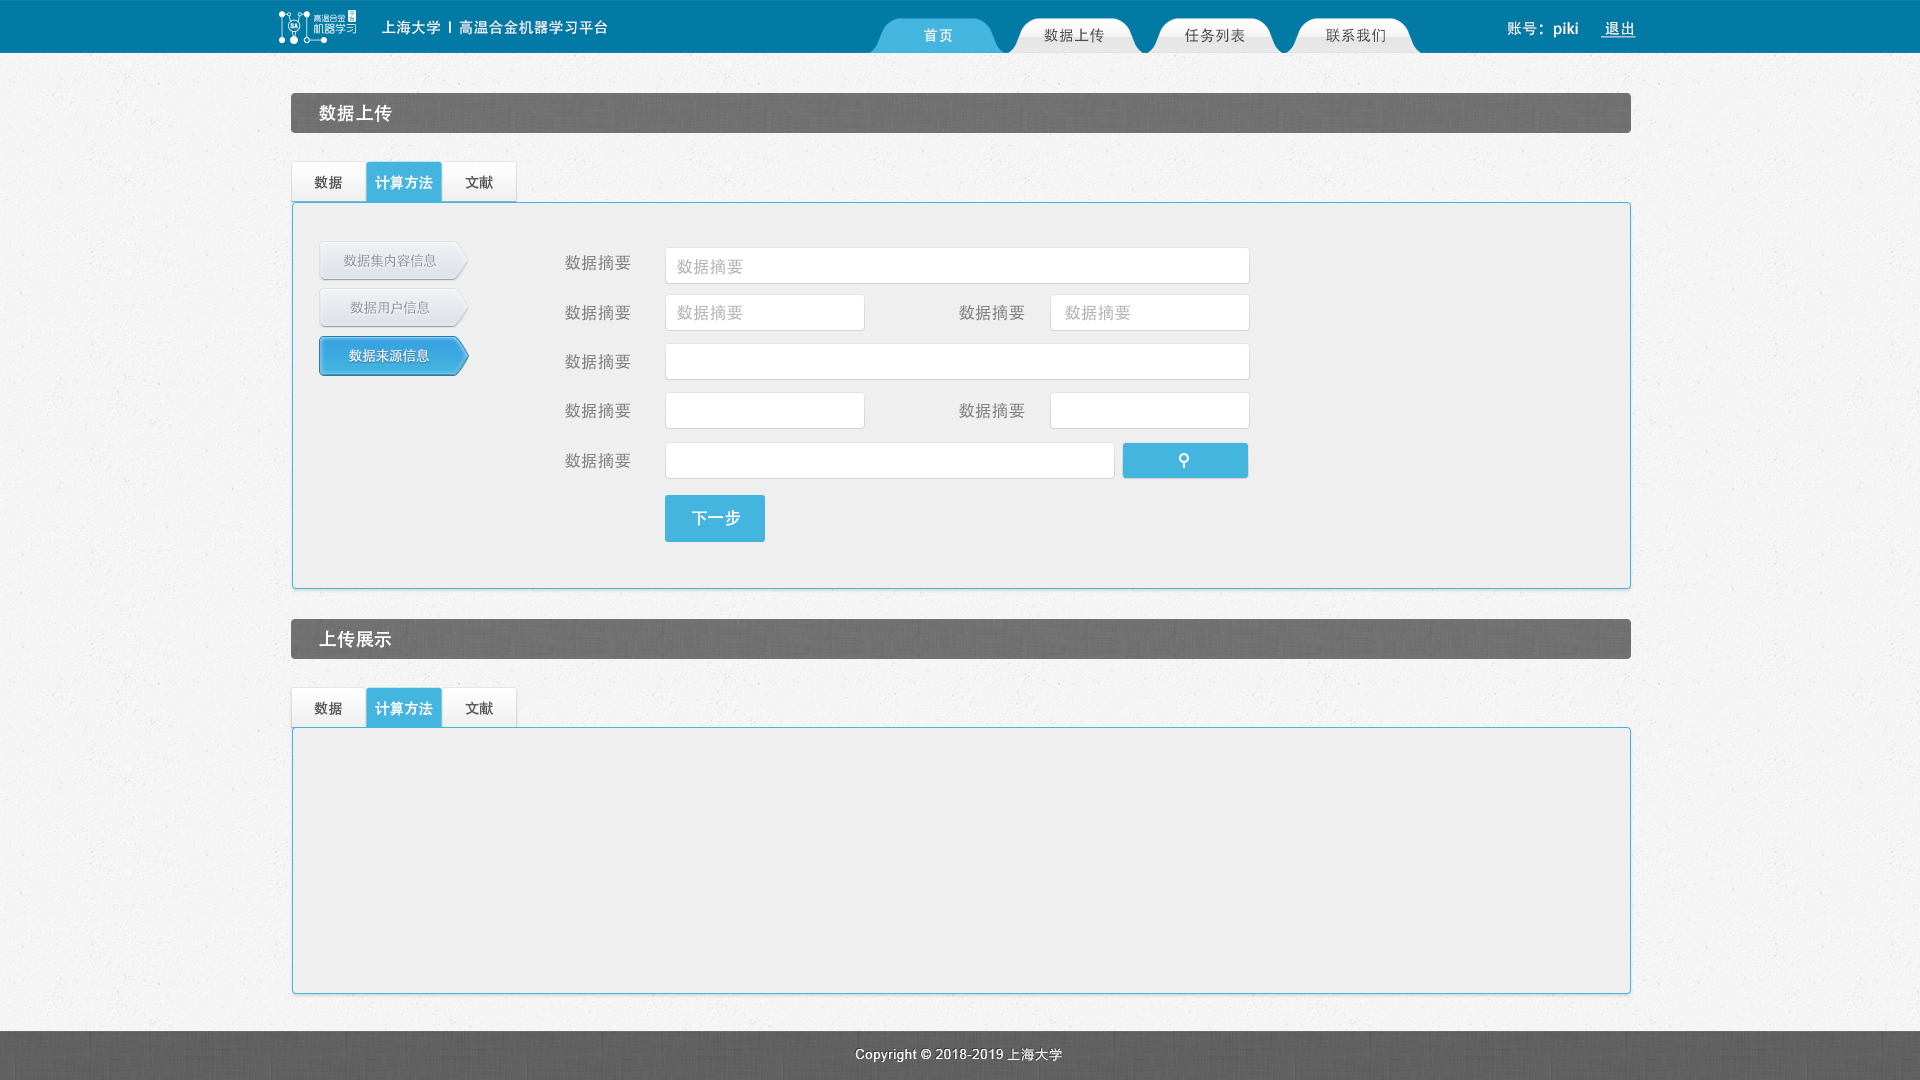 高温合金 平台
机器学习
SA
上海大学 | 高温合金机器学习平台
首页
数据上传
任务列表
联系我们
账号：piki
退出
数据上传
数据
计算方法
文献
数据集内容信息
数据用户信息
数据来源信息
数据摘要 数据摘要
数据摘要 数据摘要 数据摘要 数据摘要
数据摘要
数据摘要 数据摘要
数据摘要
下一步
上传展示
数据
计算方法
文献
Copyright © 2018-2019 上海大学